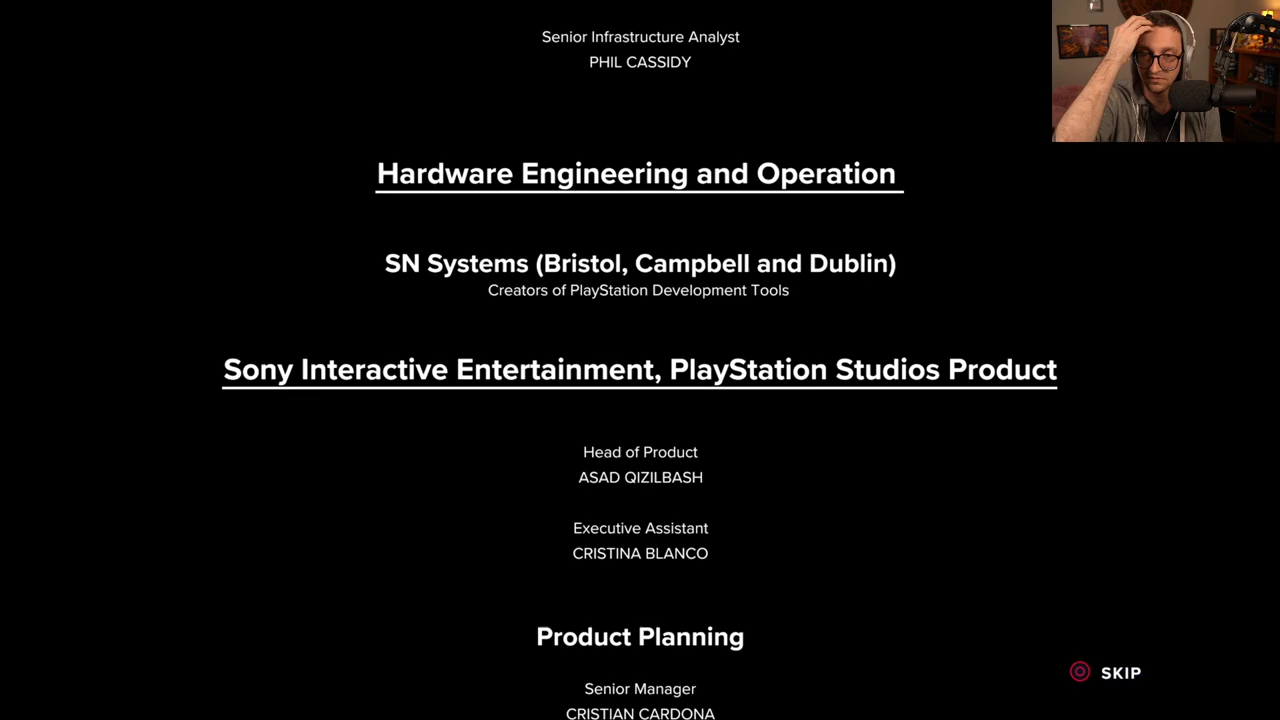 Senior Infrastructure Analyst
PHIL CASSIDY
Hardware Engineering and Operation
SN Systems (Bristol, Campbell and Dublin)
Creators of PlayStation Development Tools
Sony Interactive Entertainment, PlayStation Studios Product
Head of Product
ASAD QIZILBASH
Executive Assistant
CRISTINA BLANCO
Product Planning
Senior Manager
CRISTIAN CARDONA
SKIP